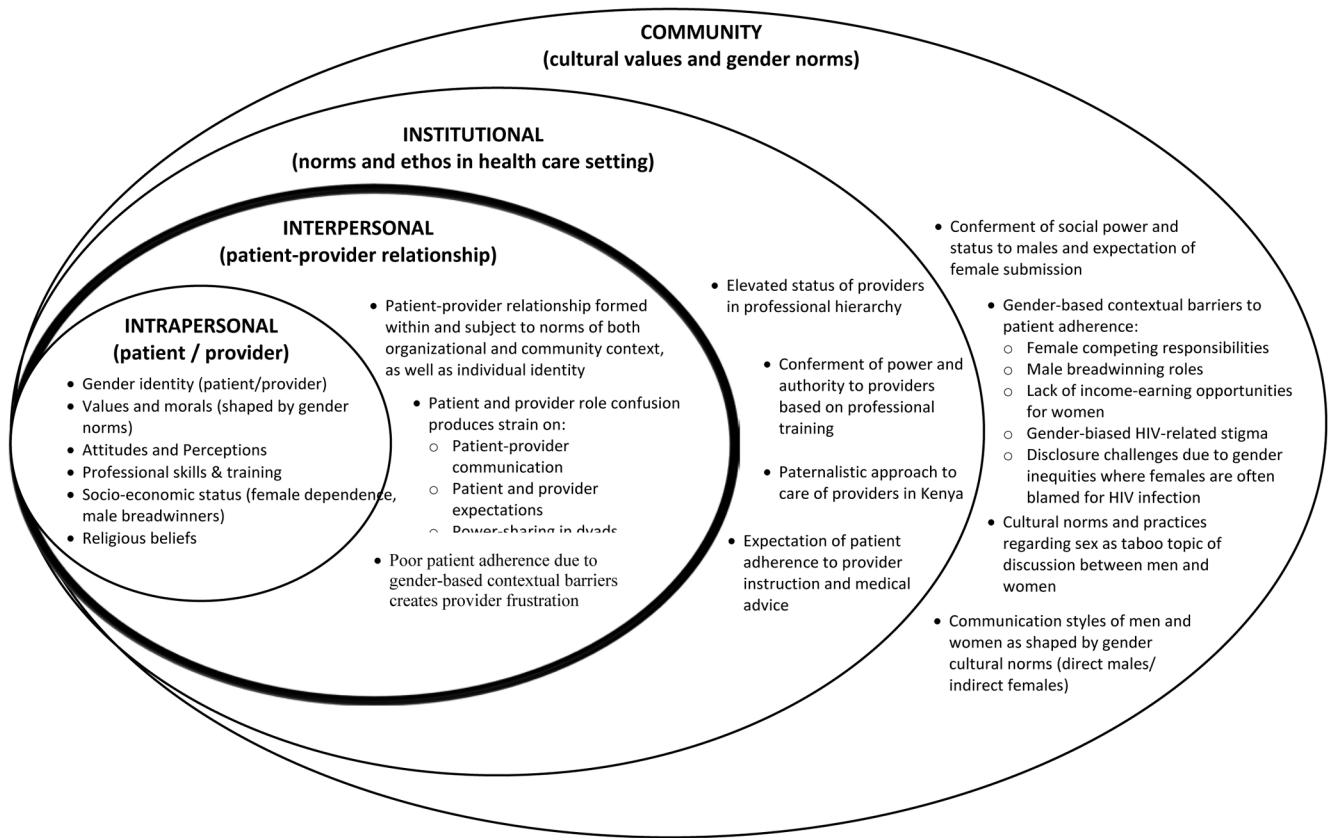 COMMUNITY
(cultural values and gender norms)
INSTITUTIONAL
(norms and ethos in health care setting)
INTERPERSONAL
(patient-provider relationship)
INTRAPERSONAL
(patient / provider)
• Gender identity (patient/provider)
• Values and morals (shaped by gender
norms)
• Attitudes and Perceptions
• Professional skills & training
• Socio-economic status (female dependence,
male breadwinners)
• Religious beliefs
• Patient-provider relationship formed
within and subject to norms of both
organizational and community context,
as well as individual identity
• Patient and provider role confusion
produces strain on:
○ Patient-provider
communication
○ Patient and provider
expectations
○ Power-sharing in dyads
• Poor patient adherence due to
gender-based contextual barriers
creates provider frustration
• Elevated status of providers
in professional hierarchy
• Conferment of power and
authority to providers
based on professional
training
• Paternalistic approach to
care of providers in Kenya
• Expectation of patient
adherence to provider
instruction and medical
advice
• Conferment of social power and
status to males and expectation of
female submission
• Gender-based contextual barriers to
patient adherence:
○ Female competing responsibilities
○ Male breadwinning roles
○ Lack of income-earning opportunities
for women
○ Gender-biased HIV-related stigma
○ Disclosure challenges due to gender
inequities where females are often
blamed for HIV infection
• Cultural norms and practices
regarding sex as taboo topic of
discussion between men and
women
• Communication styles of men and
women as shaped by gender
cultural norms (direct males/
indirect females)